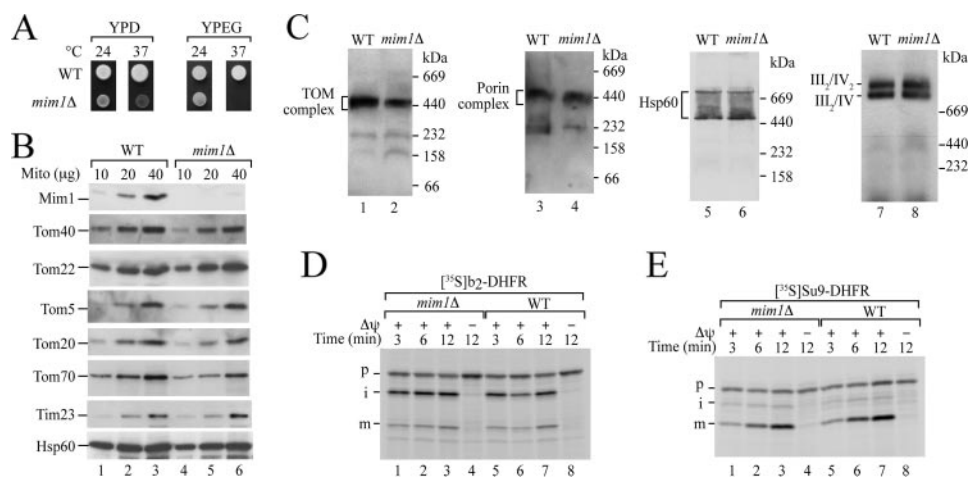 A
YPD YPEG
°C 24 37 24 37
WT
mim1Δ
B
WT mim1Δ
Mito (μg) 10 20 40 10 20 40
Mim1
Tom40
Tom22
Tom5
Tom20
Tom70
Tim23
Hsp60
1 2 3 4 5 6
C
WT mim1Δ
kDa
TOM complex
669
440
232
158
66
1 2
WT mim1Δ
kDa
Porin complex
669
440
232
158
66
3 4
WT mim1Δ
kDa
Hsp60
669
440
232
158
5 6
WT mim1Δ
kDa
III2/IV2
III2/IV
669
440
232
7 8
D
[35S]b2-DHFR
mim1Δ WT
Δψ + + + – + + + –
Time (min) 3 6 12 12 3 6 12 12
p
i
m
1 2 3 4 5 6 7 8
E
[35S]Su9-DHFR
mim1Δ WT
Δψ + + + – + + + –
Time (min) 3 6 12 12 3 6 12 12
p
i
m
1 2 3 4 5 6 7 8